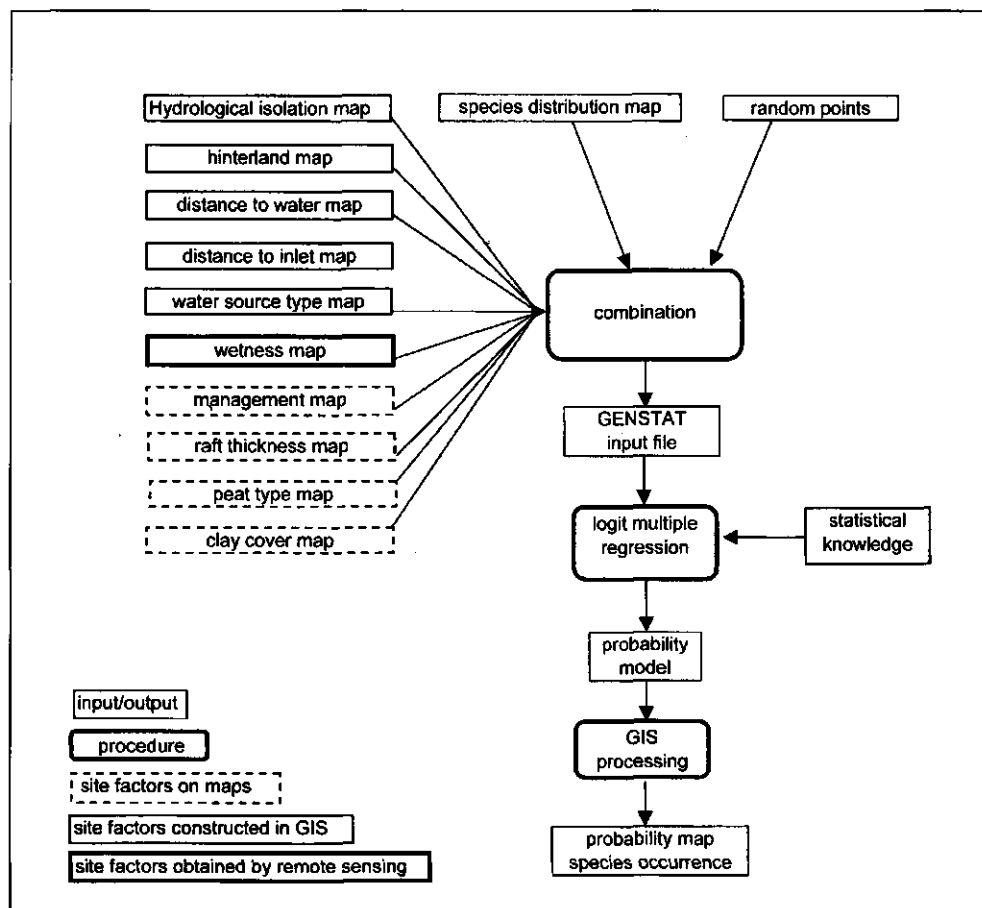 Hydrological isolation map
species distribution map
random points
hinterland map
distance to water map
distance to inlet map
water source type map
wetness map
management map
raft thickness map
peat type map
clay cover map
combination
GENSTAT
input file
logit multiple
regression
statistical
knowledge
probability
model
GIS
processing
probability map
species occurrence
input/output
procedure
site factors on maps
site factors constructed in GIS
site factors obtained by remote sensing